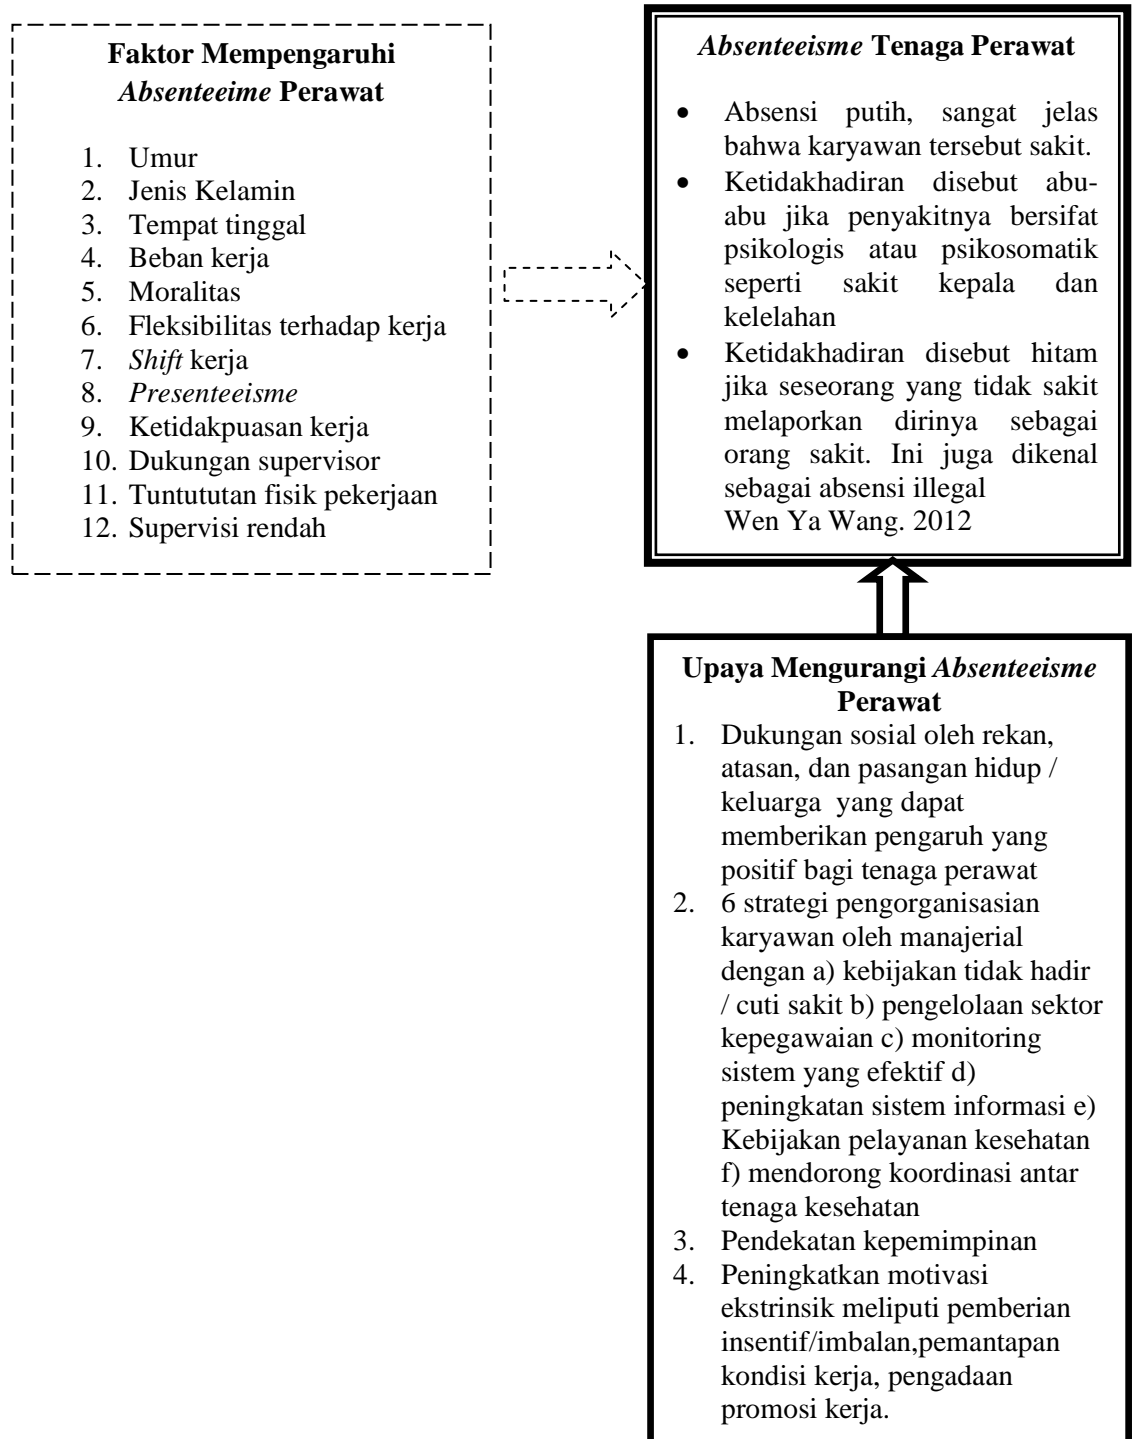 Faktor Mempengaruhi
Absenteeime Perawat
1. Umur
2. Jenis Kelamin
3. Tempat tinggal
4. Beban kerja
5. Moralitas
6. Fleksibilitas terhadap kerja
7. Shift kerja
8. Presenteeisme
9. Ketidakpuasan kerja
10. Dukungan supervisor
11. Tuntututan fisik pekerjaan
12. Supervisi rendah
Absenteeisme Tenaga Perawat
• Absensi putih, sangat jelas
bahwa karyawan tersebut sakit.
• Ketidakhadiran disebut abu-
abu jika penyakitnya bersifat
psikologis atau psikosomatik
seperti sakit kepala dan
kelelahan
• Ketidakhadiran disebut hitam
jika seseorang yang tidak sakit
melaporkan dirinya sebagai
orang sakit. Ini juga dikenal
sebagai absensi illegal
Wen Ya Wang. 2012
Upaya Mengurangi Absenteeisme
Perawat
1. Dukungan sosial oleh rekan,
atasan, dan pasangan hidup /
keluarga yang dapat
memberikan pengaruh yang
positif bagi tenaga perawat
2. 6 strategi pengorganisasian
karyawan oleh manajerial
dengan a) kebijakan tidak hadir
/ cuti sakit b) pengelolaan sektor
kepegawaian c) monitoring
sistem yang efektif d)
peningkatan sistem informasi e)
Kebijakan pelayanan kesehatan
f) mendorong koordinasi antar
tenaga kesehatan
3. Pendekatan kepemimpinan
4. Peningkatkan motivasi
ekstrinsik meliputi pemberian
insentif/imbalan,pemantapan
kondisi kerja, pengadaan
promosi kerja.